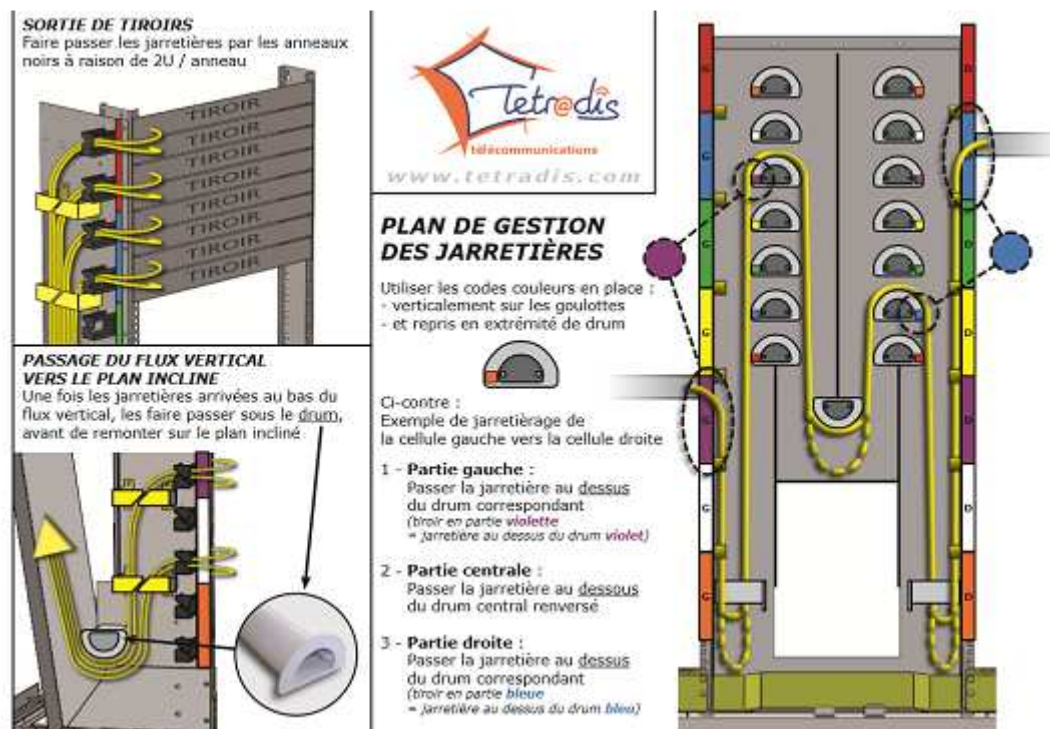 SORTIE DE TIROIRS
Faire passer les jarretières par les anneaux
noirs à raison de 2U / anneau
TIROIR
TIROIR
TIROIR
TIROIR
TIROIR
TIROIR
TIROIR
TIROIR
PASSAGE DU FLUX VERTICAL
VERS LE PLAN INCLINE
Une fois les jarretières arrivées au bas du
flux vertical, les faire passer sous le drum,
avant de remonter sur le plan incliné
Tetr@dis
télécommunications
www.tetradis.com
PLAN DE GESTION
DES JARRETIÈRES
Utiliser les codes couleurs en place :
- verticalement sur les goulottes
- et repris en extrémité de drum
Ci-contre :
Exemple de jarretièrage de
la cellule gauche vers la cellule droite
1 - Partie gauche :
Passer la jarretière au dessus
du drum correspondant
(tiroir en partie violette
= jarretière au dessus du drum violet)
2 - Partie centrale :
Passer la jarretière au dessous
du drum central renversé
3 - Partie droite :
Passer la jarretière au dessus
du drum correspondant
(tiroir en partie bleue
= jarretière au dessus du drum bleu)
G
G
G
G
G
G
G
D
D
D
D
D
D
D